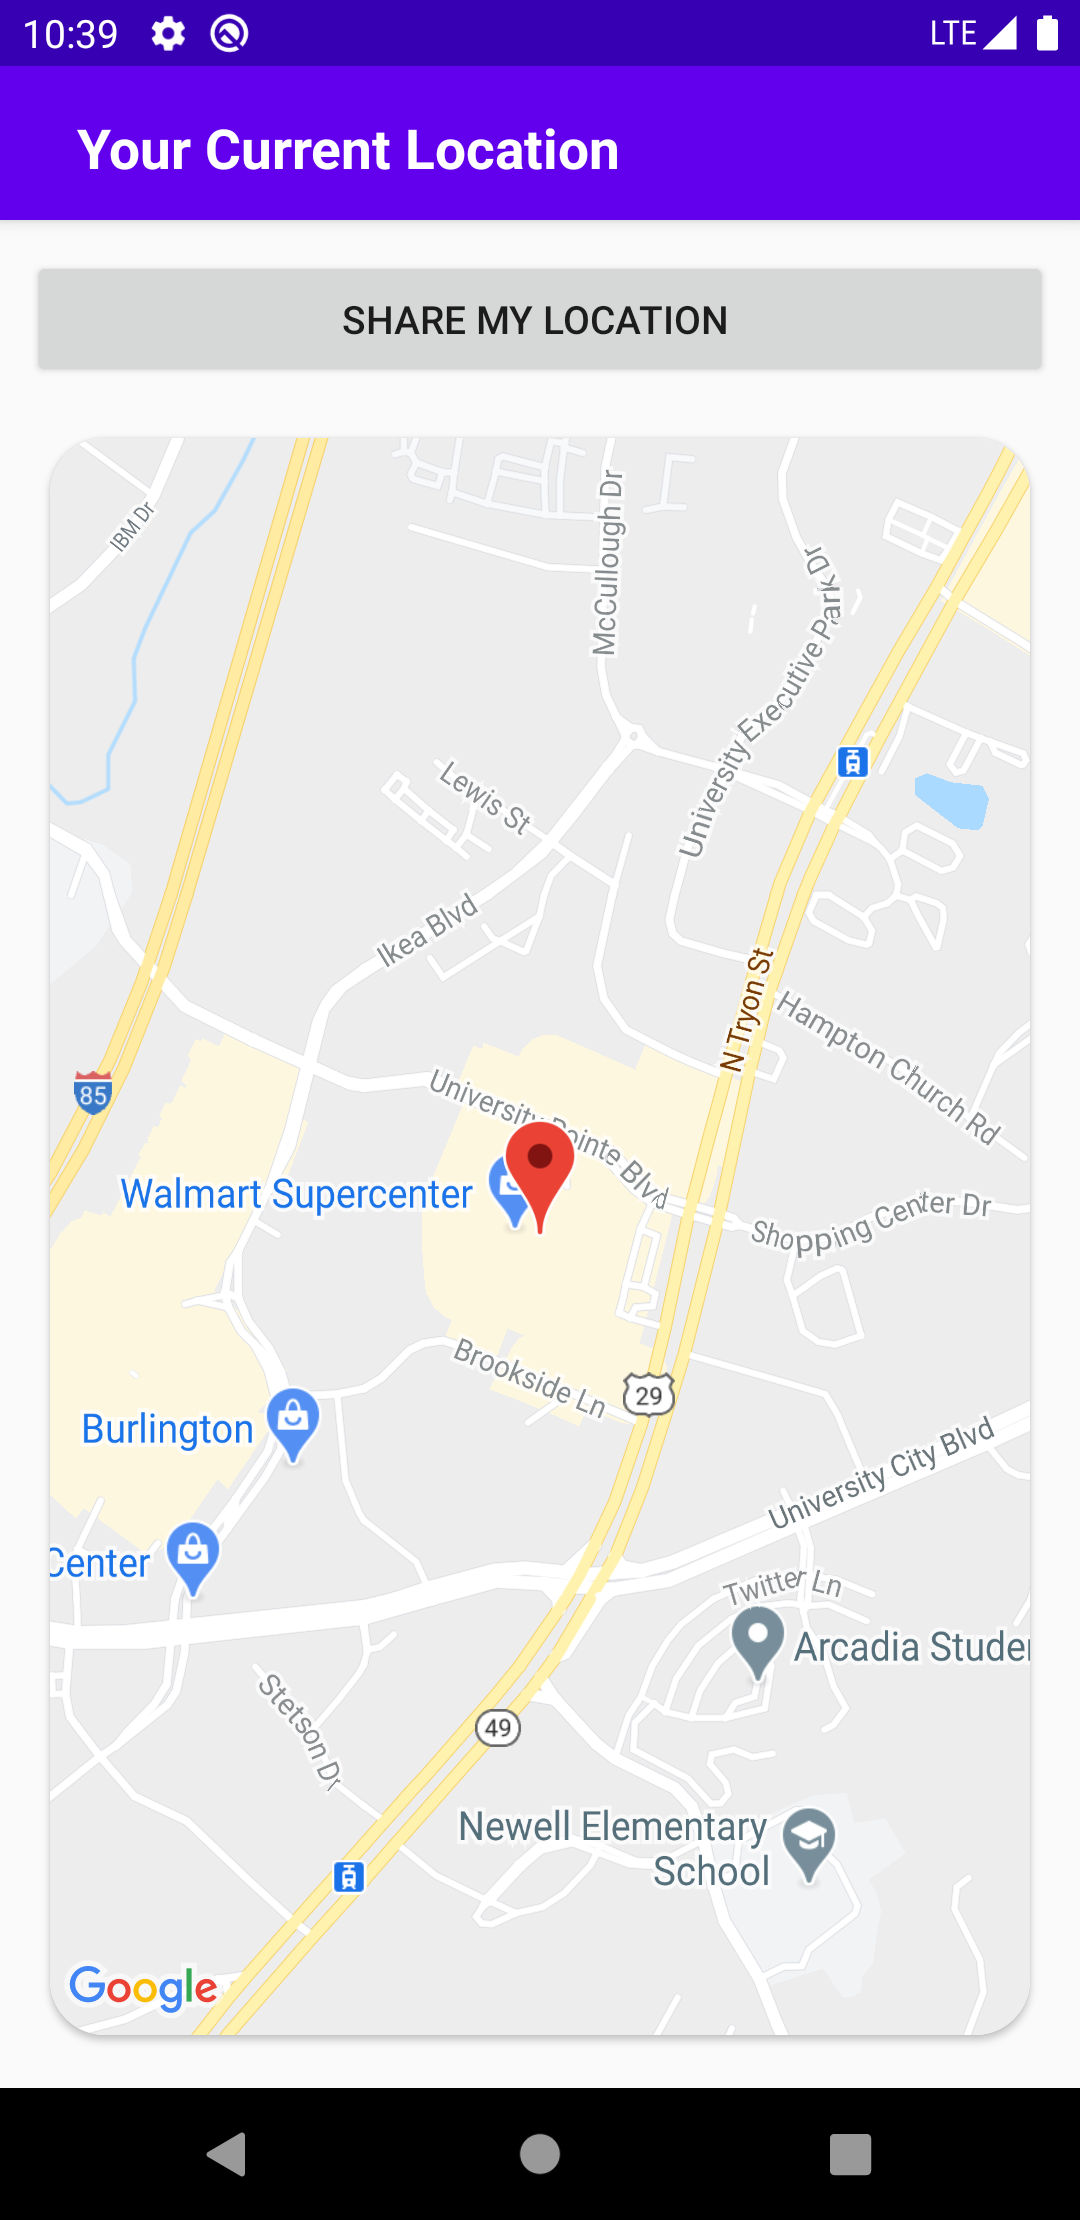 10:39
LTE
Your Current Location
SHARE MY LOCATION
IBM Dr
McCullough Dr
University Executive Park Dr
Lewis St
Ikea Blvd
N Tryon St
Hampton Church Rd
85
University Pointe Blvd
Walmart Supercenter
Shopping Center Dr
Brookside Ln
29
Burlington
University City Blvd
Center
Twitter Ln
Arcadia Studen
Stetson Dr
49
Newell Elementary
School
Google